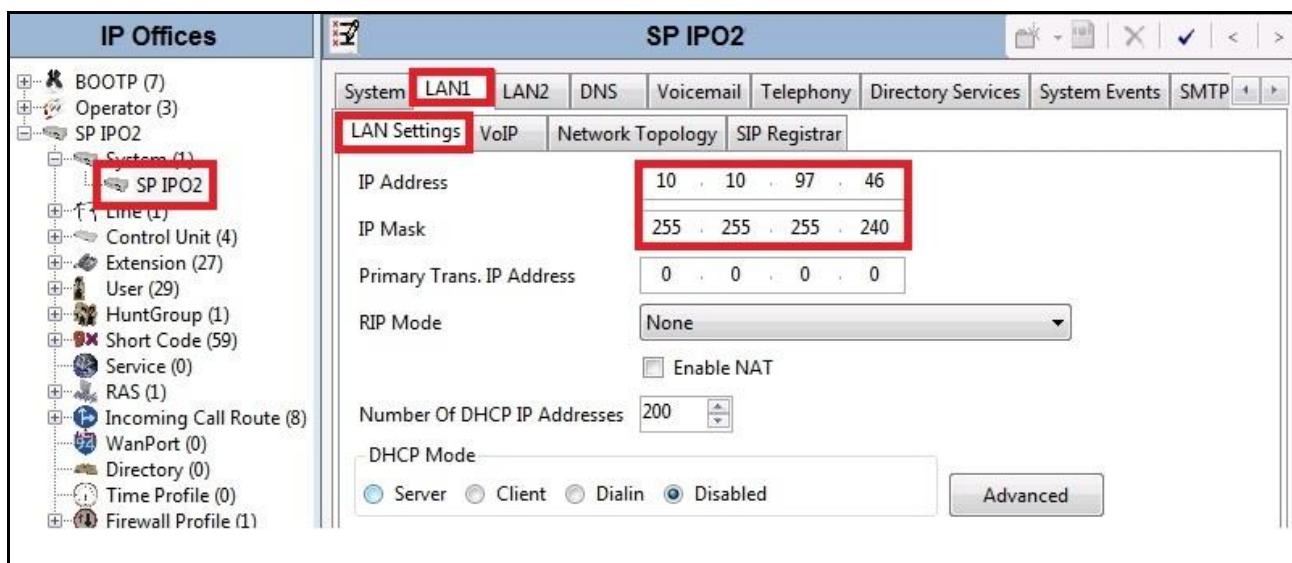 IP Offices
BOOTP (7)
Operator (3)
SP IPO2
System (1)
SP IPO2
Line (1)
Control Unit (4)
Extension (27)
User (29)
HuntGroup (1)
Short Code (59)
Service (0)
RAS (1)
Incoming Call Route (8)
WanPort (0)
Directory (0)
Time Profile (0)
Firewall Profile (1)
SP IPO2
System LAN1 LAN2 DNS Voicemail Telephony Directory Services System Events SMTP
LAN Settings VoIP Network Topology SIP Registrar
IP Address 10 . 10 . 97 . 46
IP Mask 255 . 255 . 255 . 240
Primary Trans. IP Address 0 . 0 . 0 . 0
RIP Mode None
Enable NAT
Number Of DHCP IP Addresses 200
DHCP Mode
Server Client Dialin Disabled Advanced